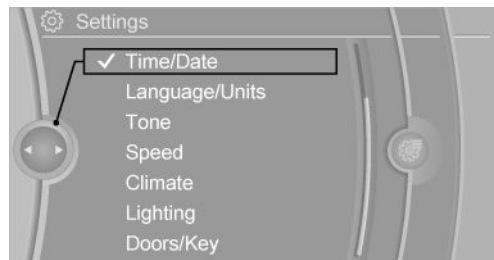 Settings
Time/Date
Language/Units
Tone
Speed
Climate
Lighting
Doors/Key